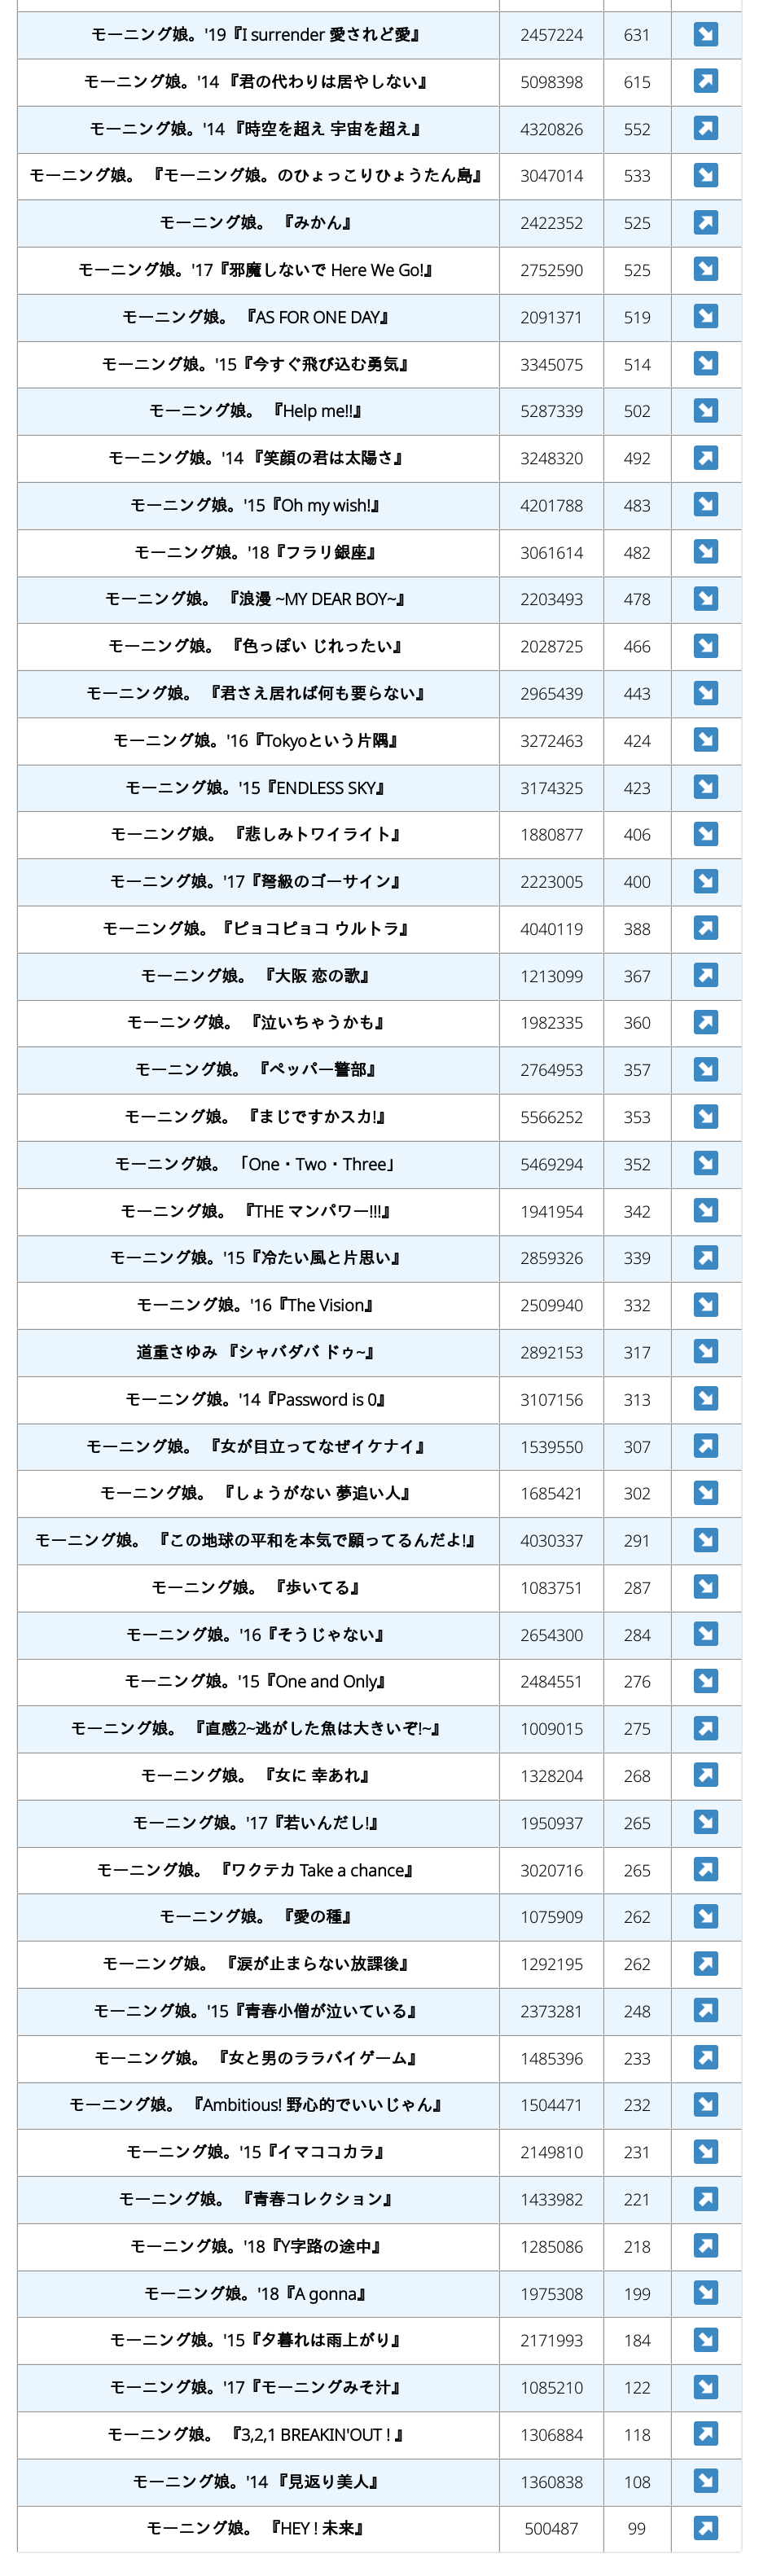 モーニング娘。'19『I surrender 愛されど愛』 2457224 631
モーニング娘。'14 『君の代わりは居やしない』 5098398 615
モーニング娘。'14 『時空を超え 宇宙を超え』 4320826 552
モーニング娘。 『モーニング娘。のひょっこりひょうたん島』 3047014 533
モーニング娘。 『みかん』 2422352 525
モーニング娘。'17『邪魔しないで Here We Go!』 2752590 525
モーニング娘。 『AS FOR ONE DAY』 2091371 519
モーニング娘。'15『今すぐ飛び込む勇気』 3345075 514
モーニング娘。 『Help me!!』 5287339 502
モーニング娘。'14 『笑顔の君は太陽さ』 3248320 492
モーニング娘。'15『Oh my wish!』 4201788 483
モーニング娘。'18『フラリ銀座』 3061614 482
モーニング娘。 『浪漫 ~MY DEAR BOY~』 2203493 478
モーニング娘。 『色っぽい じれったい』 2028725 466
モーニング娘。 『君さえ居れば何も要らない』 2965439 443
モーニング娘。'16『Tokyoという片隅』 3272463 424
モーニング娘。'15『ENDLESS SKY』 3174325 423
モーニング娘。 『悲しみトワイライト』 1880877 406
モーニング娘。'17『弩級のゴーサイン』 2223005 400
モーニング娘。『ピョコピョコ ウルトラ』 4040119 388
モーニング娘。 『大阪 恋の歌』 1213099 367
モーニング娘。 『泣いちゃうかも』 1982335 360
モーニング娘。 『ペッパー警部』 2764953 357
モーニング娘。 『まじですかスカ!』 5566252 353
モーニング娘。 「One・Two・Three」 5469294 352
モーニング娘。 『THE マンパワー!!!』 1941954 342
モーニング娘。'15『冷たい風と片思い』 2859326 339
モーニング娘。'16『The Vision』 2509940 332
道重さゆみ 『シャバダバ ドゥ~』 2892153 317
モーニング娘。'14『Password is 0』 3107156 313
モーニング娘。 『女が目立ってなぜイケナイ』 1539550 307
モーニング娘。 『しょうがない 夢追い人』 1685421 302
モーニング娘。 『この地球の平和を本気で願ってるんだよ!』 4030337 291
モーニング娘。 『歩いてる』 1083751 287
モーニング娘。'16『そうじゃない』 2654300 284
モーニング娘。'15『One and Only』 2484551 276
モーニング娘。 『直感2~逃がした魚は大きいぞ!~』 1009015 275
モーニング娘。 『女に 幸あれ』 1328204 268
モーニング娘。'17『若いんだし!』 1950937 265
モーニング娘。 『ワクテカ Take a chance』 3020716 265
モーニング娘。 『愛の種』 1075909 262
モーニング娘。 『涙が止まらない放課後』 1292195 262
モーニング娘。'15『青春小僧が泣いている』 2373281 248
モーニング娘。 『女と男のララバイゲーム』 1485396 233
モーニング娘。 『Ambitious! 野心的でいいじゃん』 1504471 232
モーニング娘。'15『イマココカラ』 2149810 231
モーニング娘。 『青春コレクション』 1433982 221
モーニング娘。'18『Y字路の途中』 1285086 218
モーニング娘。'18『A gonna』 1975308 199
モーニング娘。'15『夕暮れは雨上がり』 2171993 184
モーニング娘。'17『モーニングみそ汁』 1085210 122
モーニング娘。 『3,2,1 BREAKIN'OUT ! 』 1306884 118
モーニング娘。'14 『見返り美人』 1360838 108
モーニング娘。 『HEY ! 未来』 500487 99